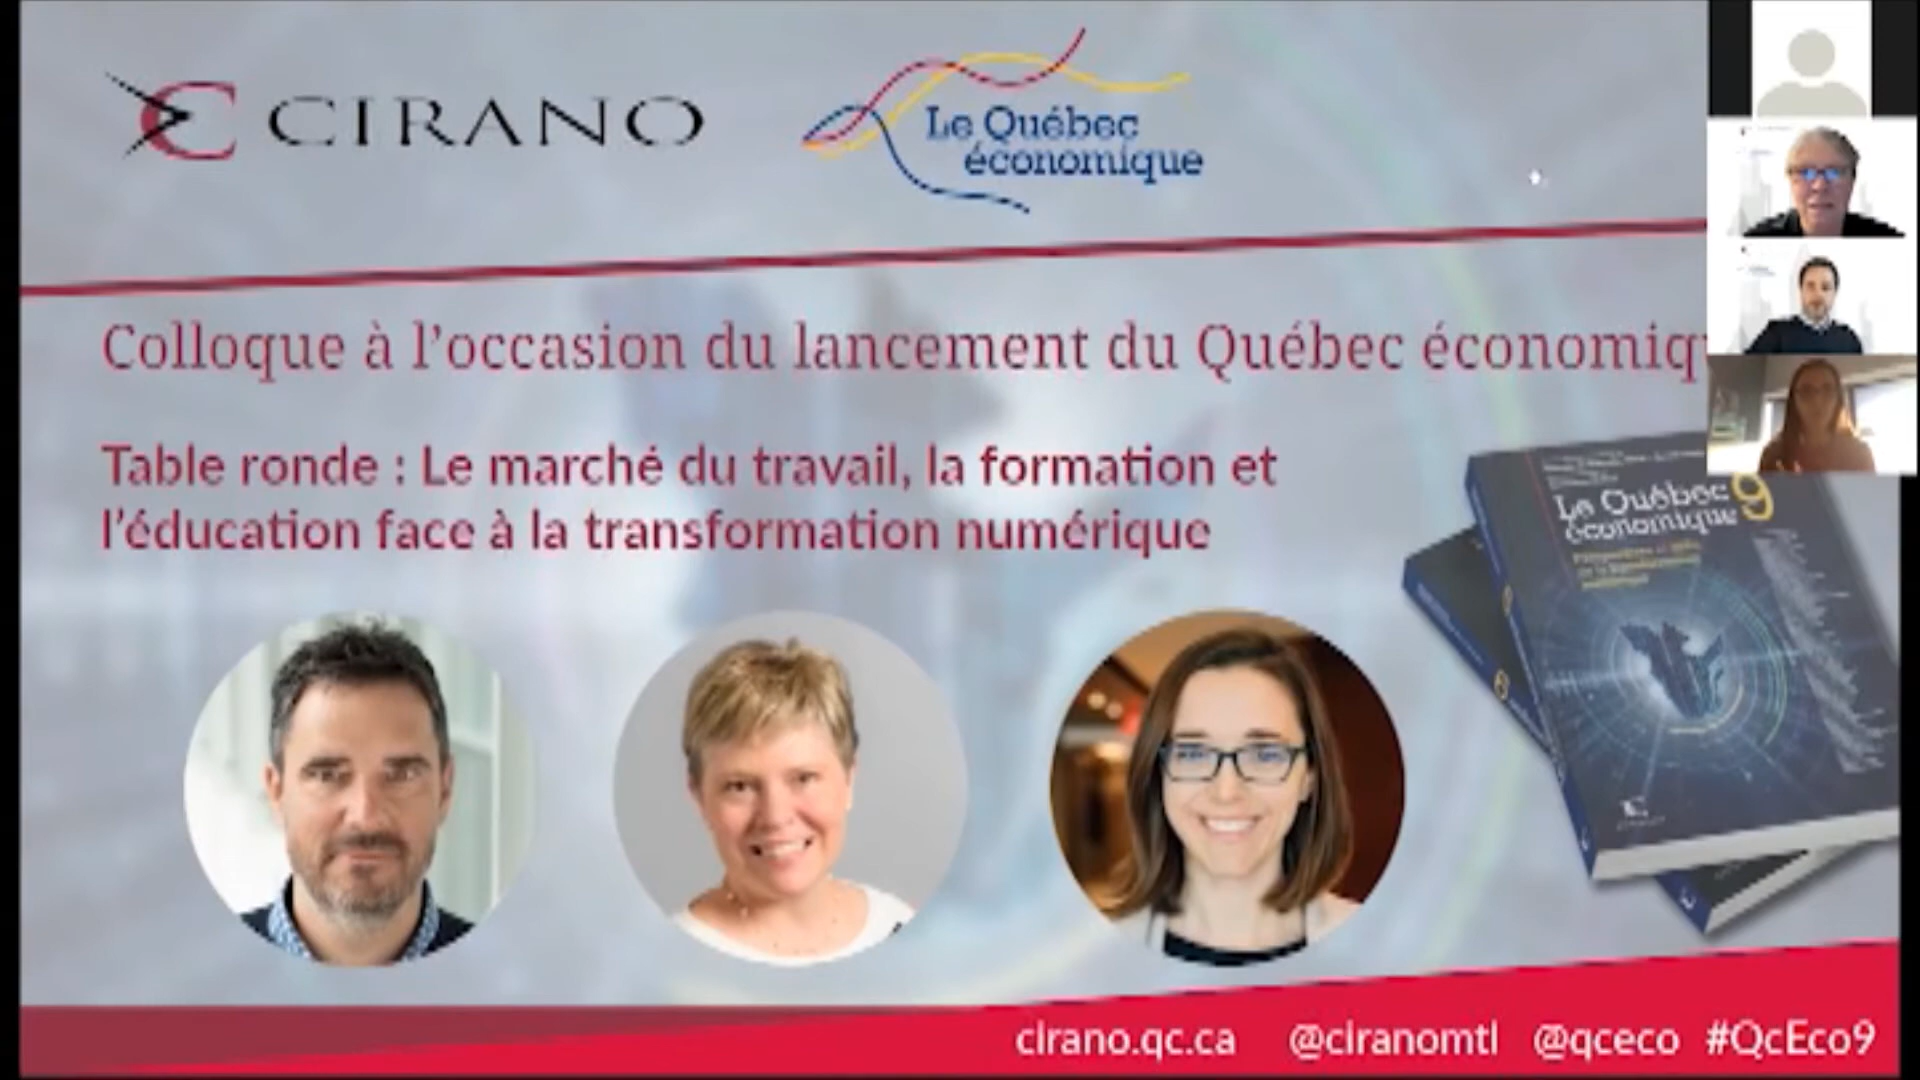 CIRANO
Le Québec
économique
Colloque à l'occasion du lancement du Québec économiq
Table ronde : Le marché du travail, la formation et
l'éducation face à la transformation numérique
Le Québec 9
économique
cirano.qc.ca @ciranomtl @qceco #QcEco9